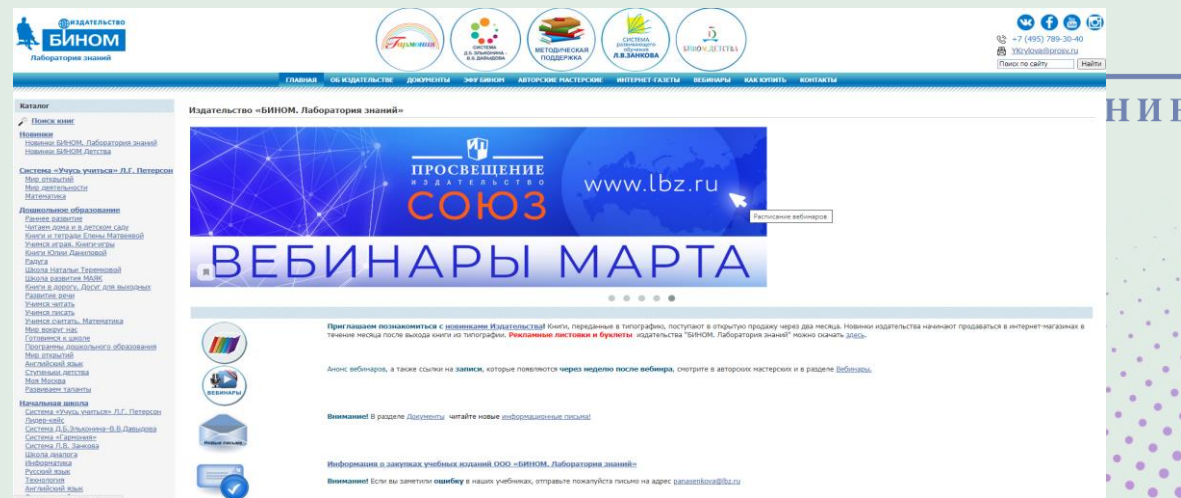 ИЗДАТЕЛЬСТВО
БИНОМ
Лаборатория знаний
Гармония
СИСТЕМА
Д.Б. ЭЛЬКОНИНА -
В.В. ДАВЫДОВА
МЕТОДИЧЕСКАЯ
ПОДДЕРЖКА
СИСТЕМА
развивающего
обучения
Л.В.ЗАНКОВА
БИНОМ ДЕТСТВА
+7 (495) 789-30-40
YKrylova@prosv.ru
Поиск по сайту
Найти
ГЛАВНАЯ ОБ ИЗДАТЕЛЬСТВЕ ДОКУМЕНТЫ ЭФУ БИНОМ АВТОРСКИЕ МАСТЕРСКИЕ ИНТЕРНЕТ-ГАЗЕТЫ ВЕБИНАРЫ КАК КУПИТЬ КОНТАКТЫ
НИЕ
Каталог
Поиск книг
Новинки
Новинки БИНОМ. Лаборатория знаний
Новинки БИНОМ Детства
Система «Учусь учиться» Л.Г. Петерсон
Мир открытий
Мир деятельности
Математика
Дошкольное образование
Раннее развитие
Читаем дома и в детском саду
Книги и тетради Елены Матвеевой
Учимся играя. Книги-игры
Книги Юлии Даниловой
Радуга
Школа Натальи Теремковой
Школа развития МАЯК
Книги в дорогу. Досуг для выходных
Развитие речи
Учимся читать
Учимся писать
Учимся считать. Математика
Мир вокруг нас
Готовимся к школе
Программы дошкольного образования
Мир открытий
Английский язык
Ступеньки детства
Моя Москва
Развиваем таланты
Начальная школа
Система «Учусь учиться» Л.Г. Петерсон
Лидер-кейс
Система Д.Б.Эльконина-В.В.Давыдова
Система «Гармония»
Система Л.В. Занкова
Школа диалога
Информатика
Русский язык
Технология
Английский язык
Издательство «БИНОМ. Лаборатория знаний»
ПРОСВЕЩЕНИЕ
ИЗДАТЕЛЬСТВО
СОЮЗ
www.lbz.ru
Расписание вебинаров
ВЕБИНАРЫ МАРТА
Приглашаем познакомиться с новинками Издательства! Книги, переданные в типографию, поступают в открытую продажу через два месяца. Новинки издательства начинают продаваться в интернет-магазинах в
течение месяца после выхода книги из типографии. Рекламные листовки и буклеты издательства "БИНОМ. Лаборатория знаний" можно скачать здесь.
ВЕБИНАРЫ
Анонс вебинаров, а также ссылки на записи, которые появляются через неделю после вебинра, смотрите в авторских мастерских и в разделе Вебинары.
Новые письма
Внимание! В разделе Документы читайте новые информационные письма!
Информация о закупках учебных изданий ООО «БИНОМ. Лаборатория знаний»
Внимание! Если вы заметили ошибку в наших учебниках, отправьте пожалуйста письмо на адрес panasenkova@lbz.ru